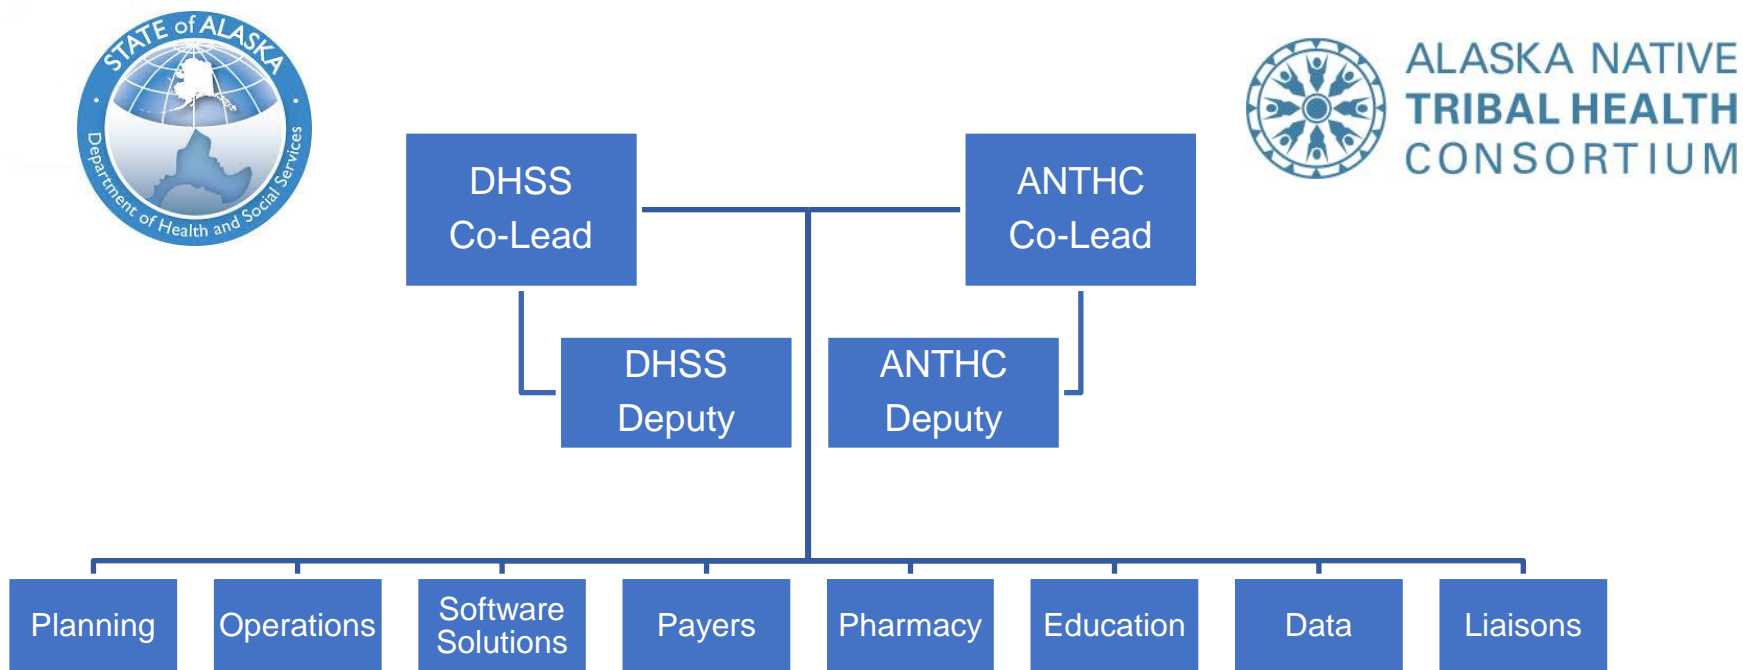 STATE of ALASKA
Department of Health and Social Services
ALASKA NATIVE
TRIBAL HEALTH
CONSORTIUM
DHSS
Co-Lead
ANTHC
Co-Lead
DHSS
Deputy
ANTHC
Deputy
Planning
Operations
Software
Solutions
Payers
Pharmacy
Education
Data
Liaisons